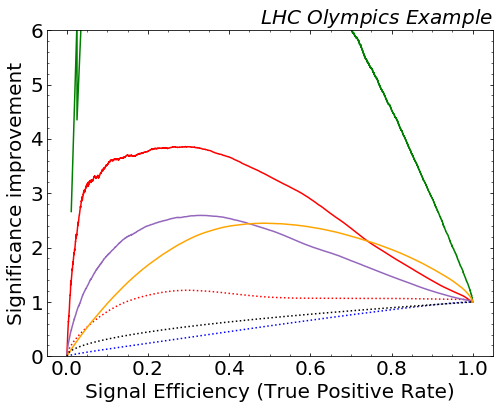 LHC Olympics Example
Significance improvement
6
5
4
3
2
1
0
0.0 0.2 0.4 0.6 0.8 1.0
Signal Efficiency (True Positive Rate)